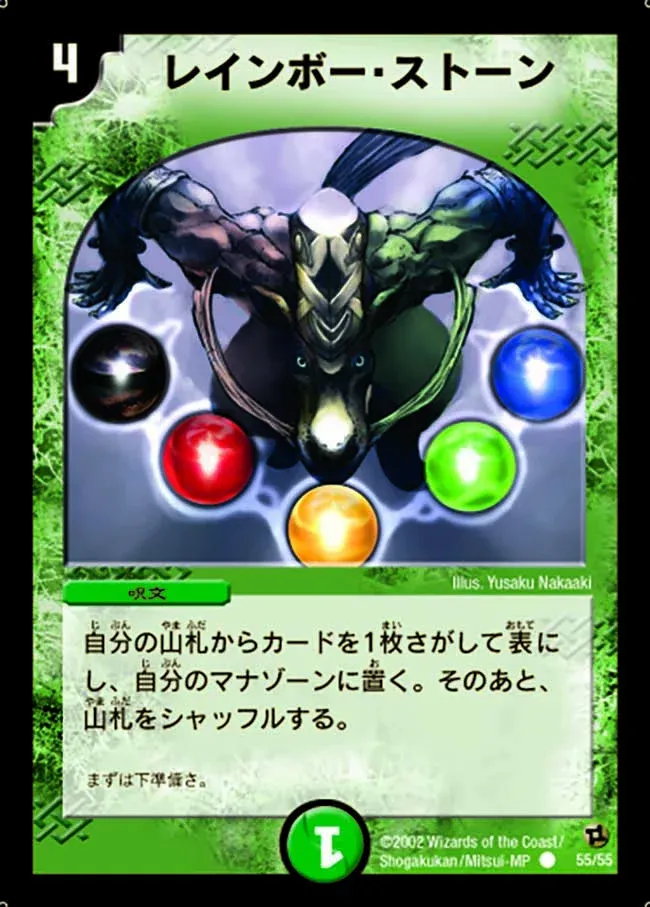 4
レインボー・ストーン
Illus. Yusaku Nakaaki
呪文
自分の山札からカードを1枚さがして表に
し、自分のマナゾーンに置く。そのあと、
山札をシャッフルする。
まずは下準備さ。
1
©2002 Wizards of the Coast/
Shogakukan/Mitsui-MP
55/55